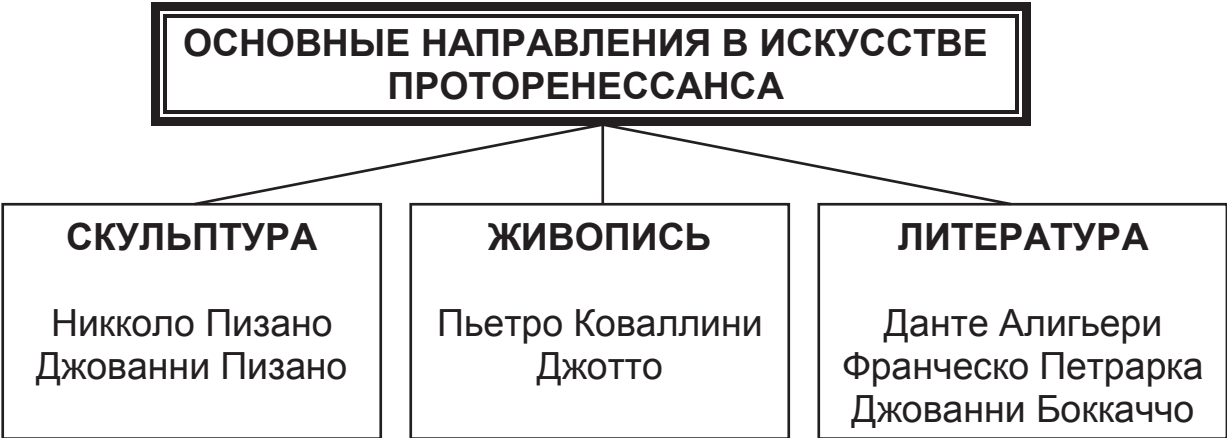 ОСНОВНЫЕ НАПРАВЛЕНИЯ В ИСКУССТВЕ
ПРОТОРЕНЕССАНСА
СКУЛЬПТУРА
Никколо Пизано
Джованни Пизано
ЖИВОПИСЬ
Пьетро Коваллини
Джотто
ЛИТЕРАТУРА
Данте Алигьери
Франческо Петрарка
Джованни Боккаччо